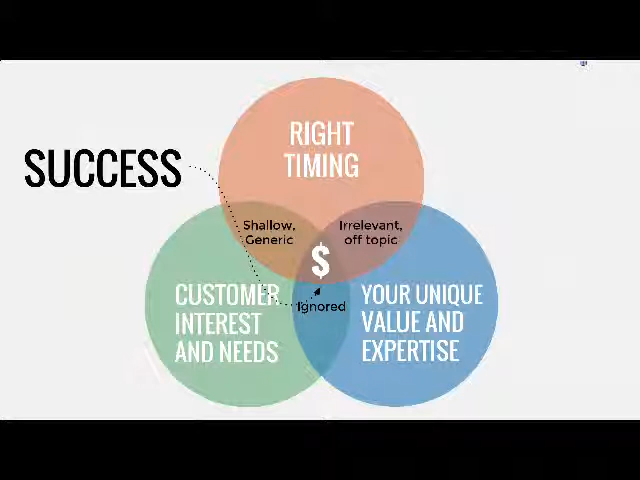 RIGHT
TIMING
SUCCESS
Shallow,
Generic
Irrelevant,
off topic
$
CUSTOMER
INTEREST
AND NEEDS
Ignored
YOUR UNIQUE
VALUE AND
EXPERTISE